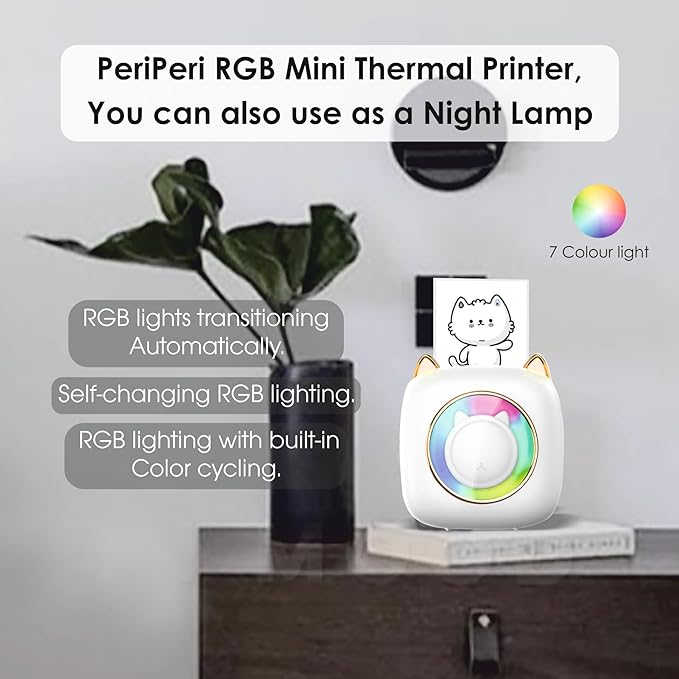 PeriPeri RGB Mini Thermal Printer,
You can also use as a Night Lamp
7 Colour light
RGB lights transitioning
Automatically.
Self-changing RGB lighting.
RGB lighting with built-in
Color cycling.